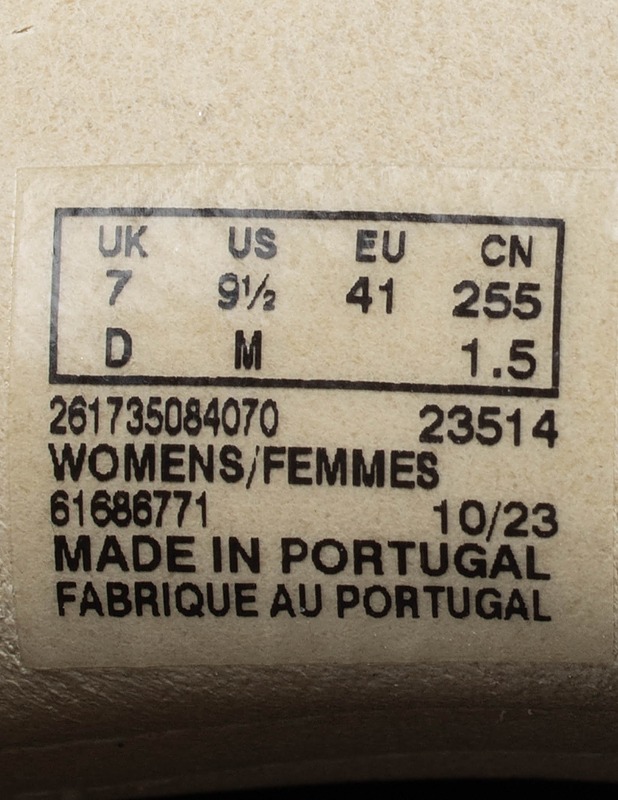 UK US EU CN
7 9½ 41 255
D M 1.5
261735084070 23514
WOMENS/FEMMES
61686771 10/23
MADE IN PORTUGAL
FABRIQUE AU PORTUGAL